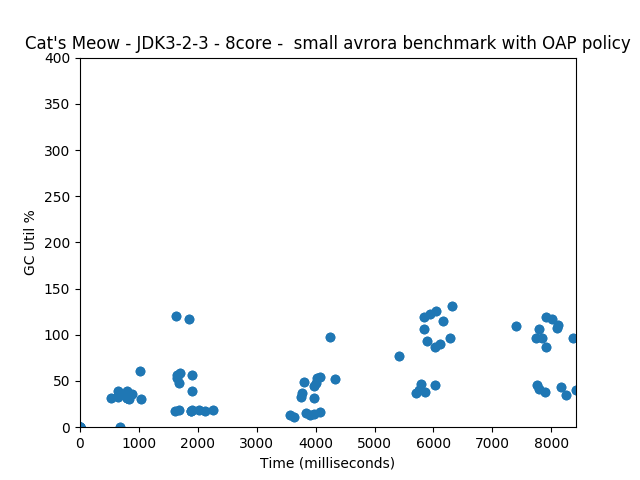 Cat's Meow - JDK3-2-3 - 8core -  small avrora benchmark with OAP policy
400
350
300
250
200
150
100
50
0
GC Util %
0 1000 2000 3000 4000 5000 6000 7000 8000
Time (milliseconds)